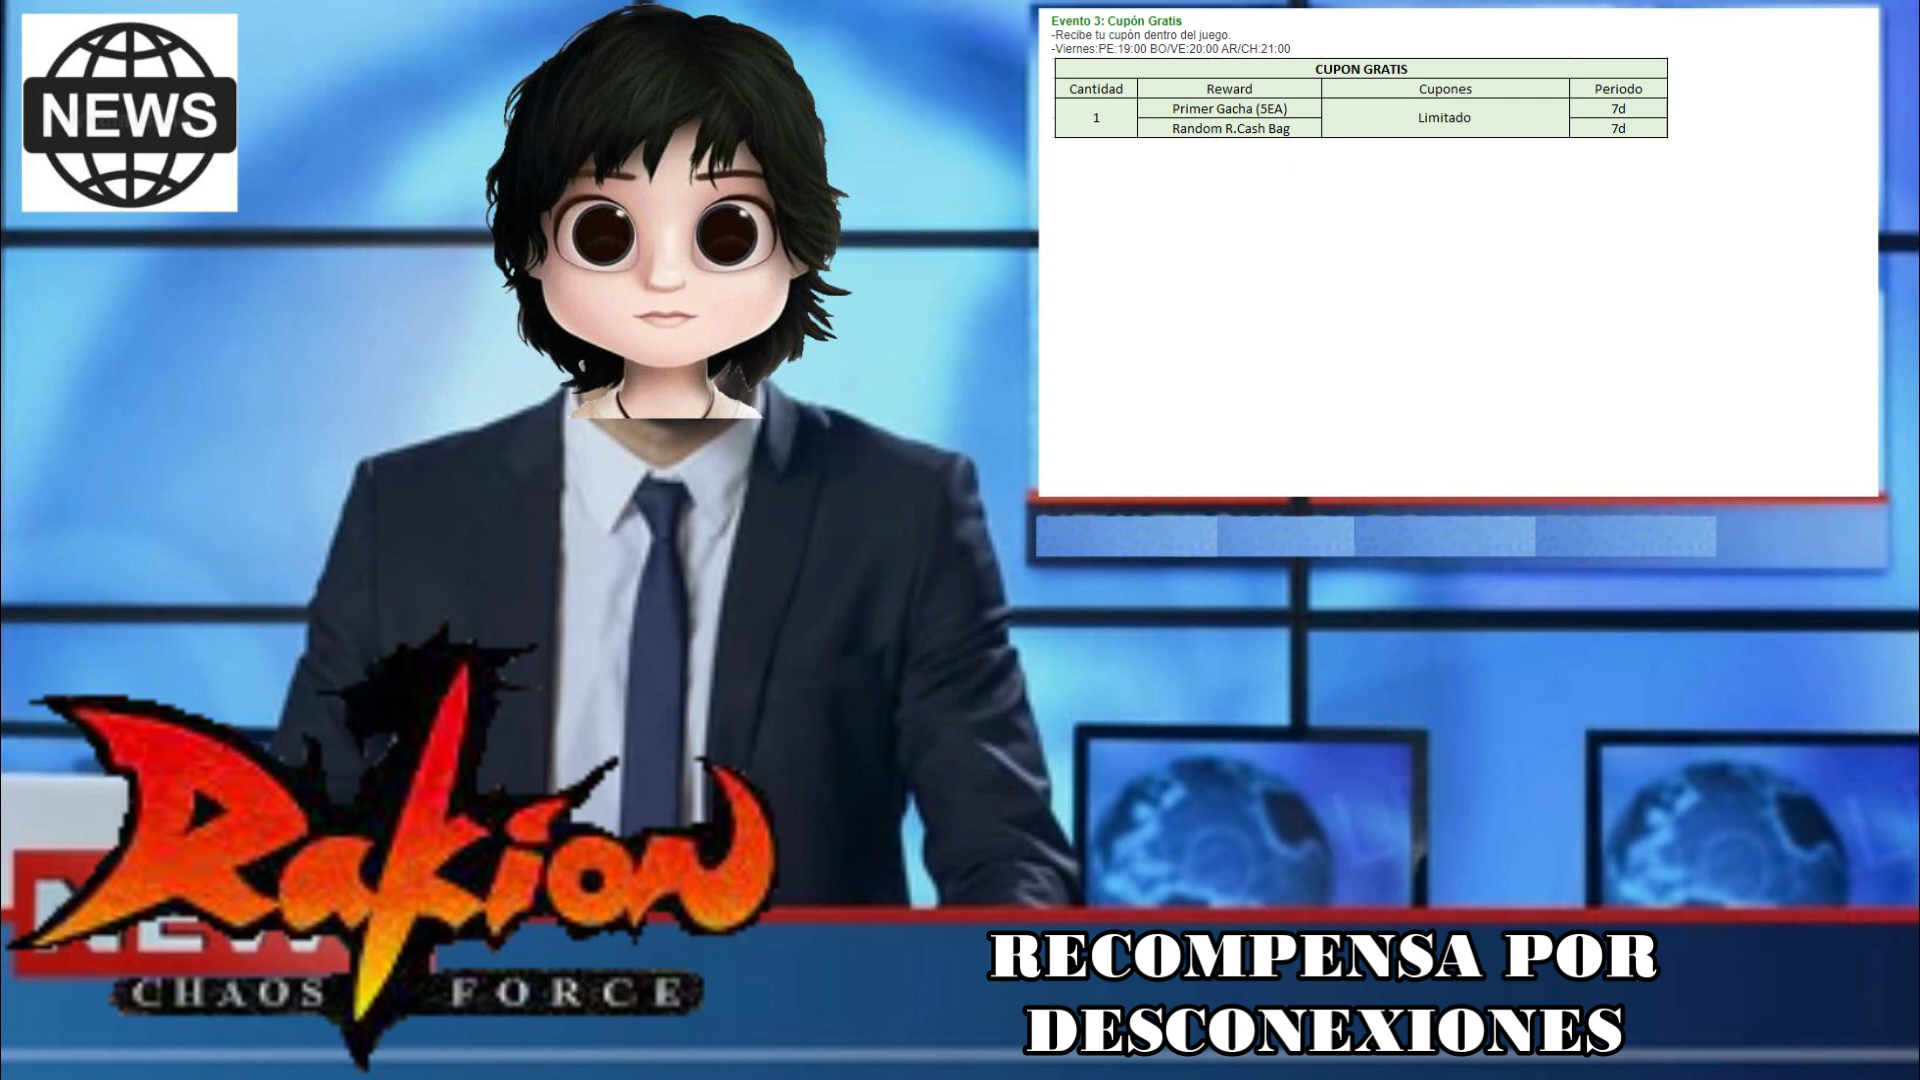 NEWS
Evento 3: Cupón Gratis
-Recibe tu cupón dentro del juego.
-Viernes:PE:19:00 BO/VE:20:00 AR/CH:21:00
CUPON GRATIS
Cantidad Reward Cupones Periodo
1 Primer Gacha (5EA) Limitado 7d
Random R.Cash Bag 7d
Rakion
CHAOS FORCE
NEW
RECOMPENSA POR
DESCONEXIONES